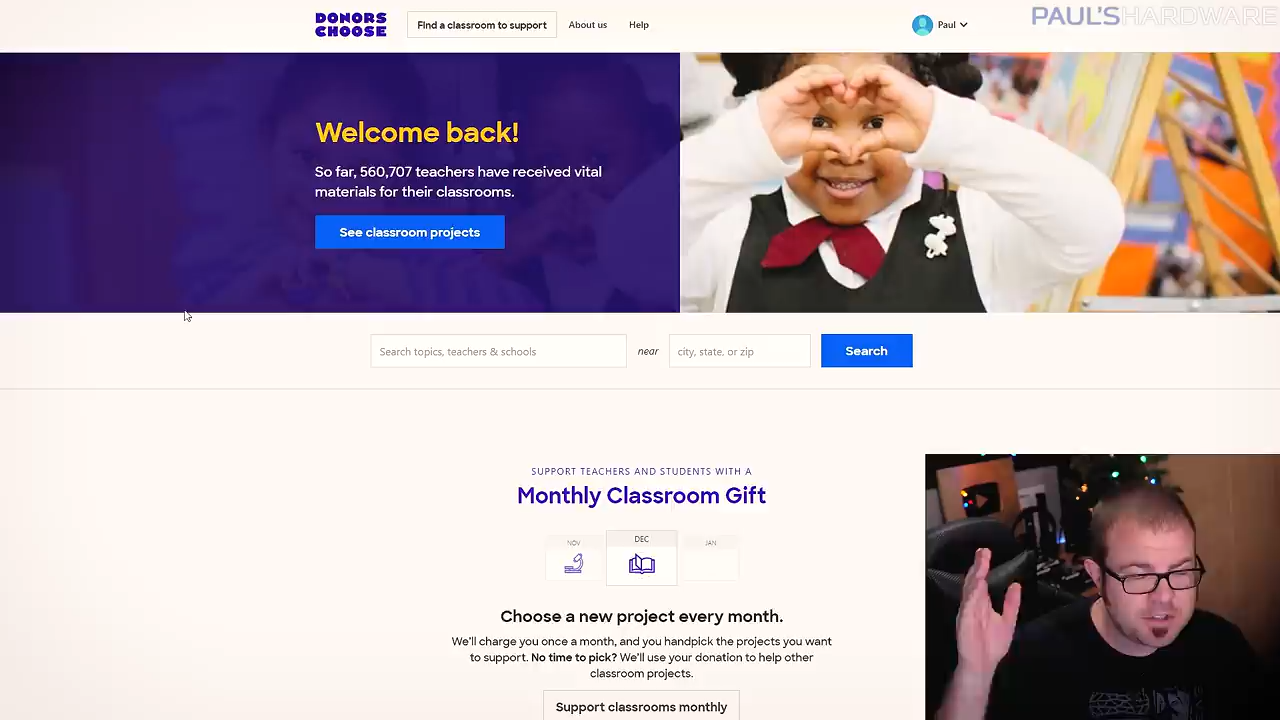 DONORS
CHOOSE
Find a classroom to support
About us
Help
Paul
PAUL'SHARDWARE
Welcome back!
So far, 560,707 teachers have received vital
materials for their classrooms.
See classroom projects
Search topics, teachers & schools
near
city, state, or zip
Search
SUPPORT TEACHERS AND STUDENTS WITH A
Monthly Classroom Gift
NOV
DEC
JAN
Choose a new project every month.
We'll charge you once a month, and you handpick the projects you want
to support. No time to pick? We'll use your donation to help other
classroom projects.
Support classrooms monthly